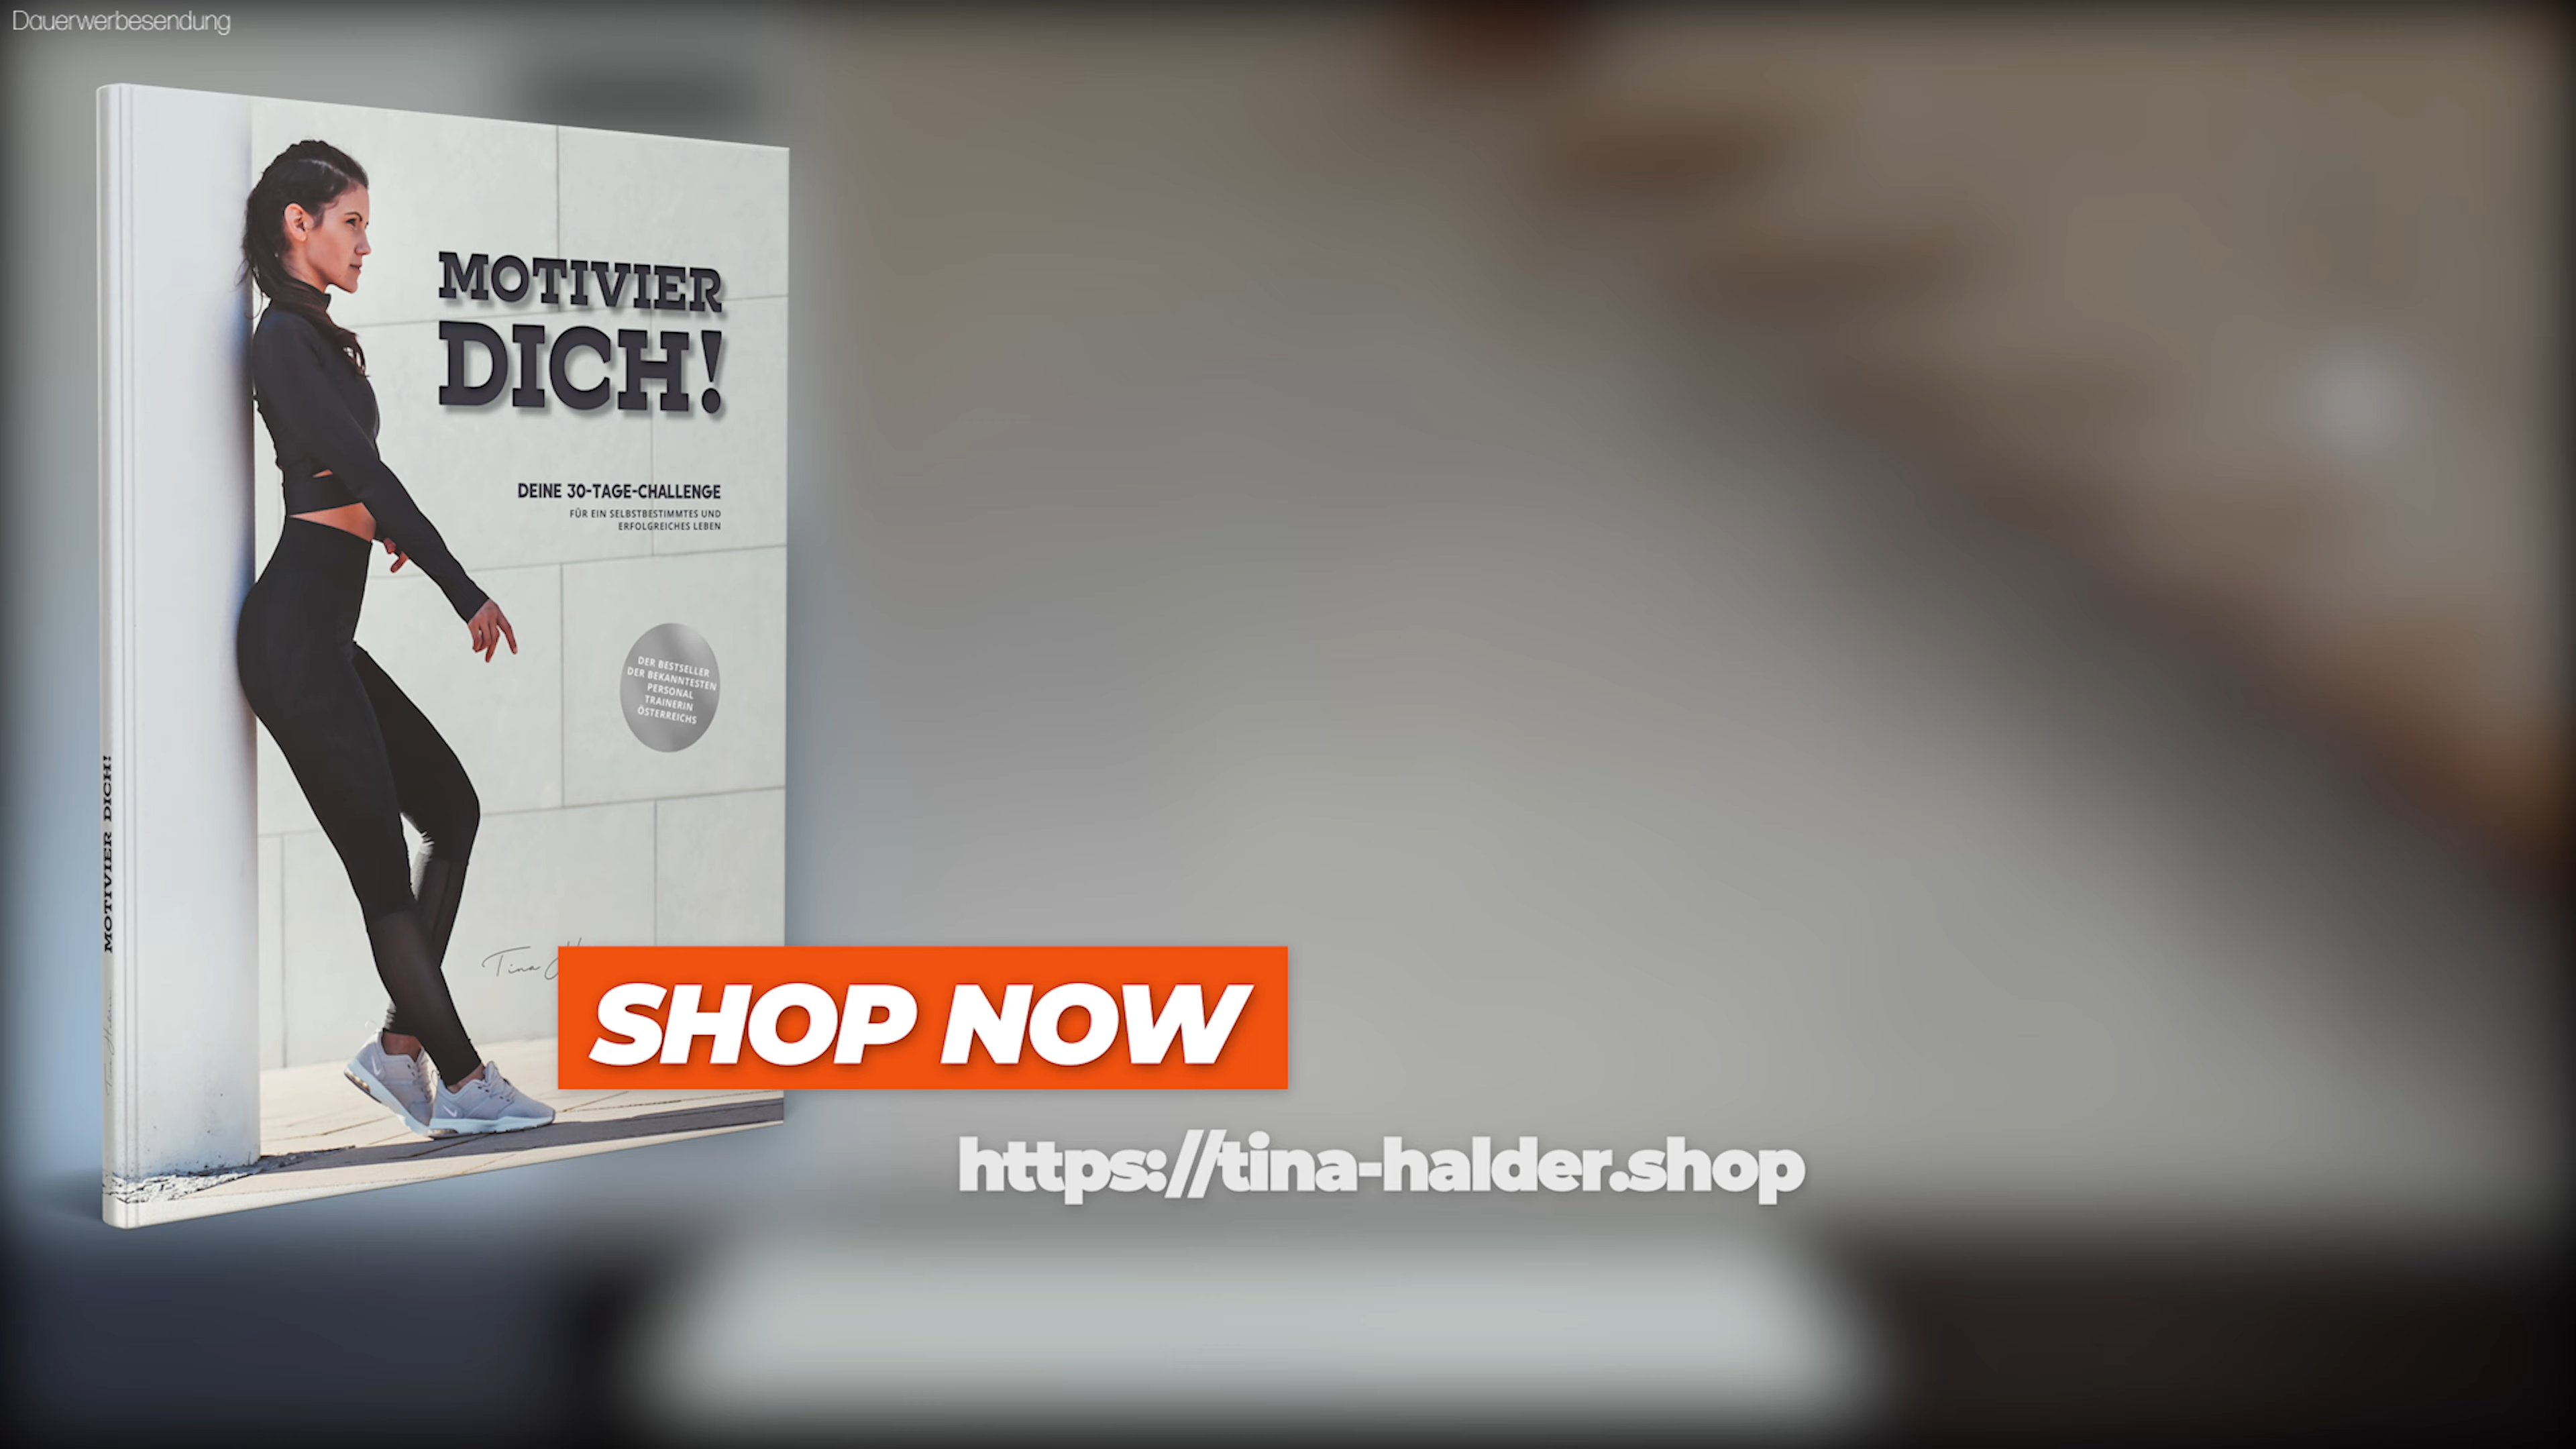 Dauerwerbesendung
MOTIVIER
DICH!
DEINE 30-TAGE-CHALLENGE
FÜR EIN SELBSTBESTIMMTES UND
ERFOLGREICHES LEBEN
DER BESTSELLER
DER BEKANNTESTEN
PERSONAL
TRAINERIN
ÖSTERREICHS
MOTIVIER DICH!
Tina
SHOP NOW
https://tina-halder.shop